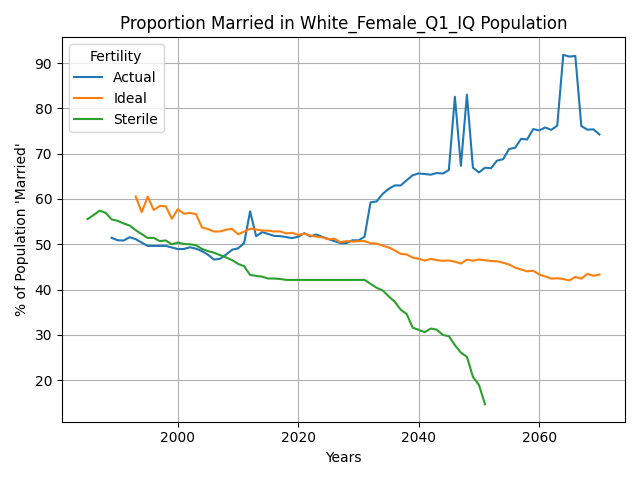 Proportion Married in White_Female_Q1_IQ Population
% of Population 'Married'
90
80
70
60
50
40
30
20
Fertility
Actual
Ideal
Sterile
2000
2020
2040
2060
Years